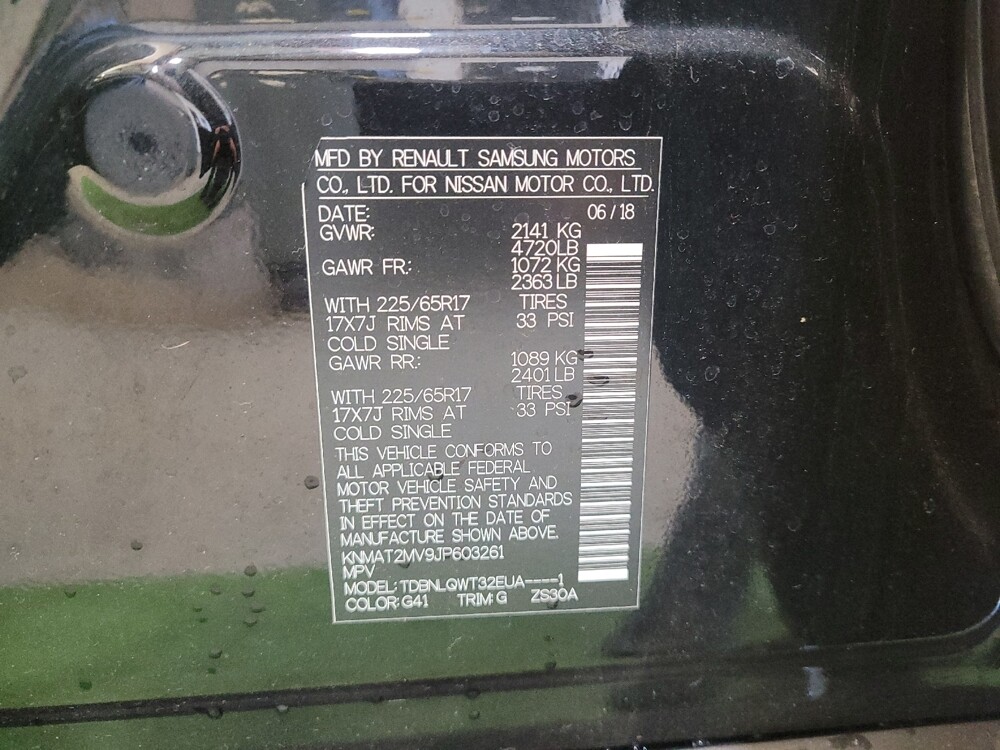 MFD BY RENAULT SAMSUNG MOTORS
CO., LTD. FOR NISSAN MOTOR CO., LTD.
DATE: 06 / 18
GVWR: 2141 KG
4720LB
GAWR FR: 1072 KG
2363 LB
WITH 225/65R17 TIRES
17X7J RIMS AT 33 PSI
COLD SINGLE
GAWR RR: 1089 KG
2401 LB
WITH 225/65R17 TIRES
17X7J RIMS AT 33 PSI
COLD SINGLE
THIS VEHICLE CONFORMS TO
ALL APPLICABLE FEDERAL
MOTOR VEHICLE SAFETY AND
THEFT PREVENTION STANDARDS
IN EFFECT ON THE DATE OF
MANUFACTURE SHOWN ABOVE.
KNMAT2MV9JP603261
MPV
MODEL: TDBNLQWT32EUA----1
COLOR: G41 TRIM: G ZS30A